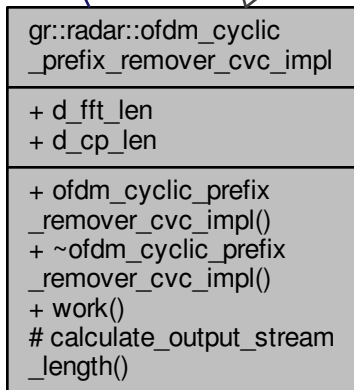 gr::radar::ofdm_cyclic
_prefix_remover_cvc_impl
+ d_fft_len
+ d_cp_len
+ ofdm_cyclic_prefix
_remover_cvc_impl()
+ ~ofdm_cyclic_prefix
_remover_cvc_impl()
+ work()
# calculate_output_stream
_length()